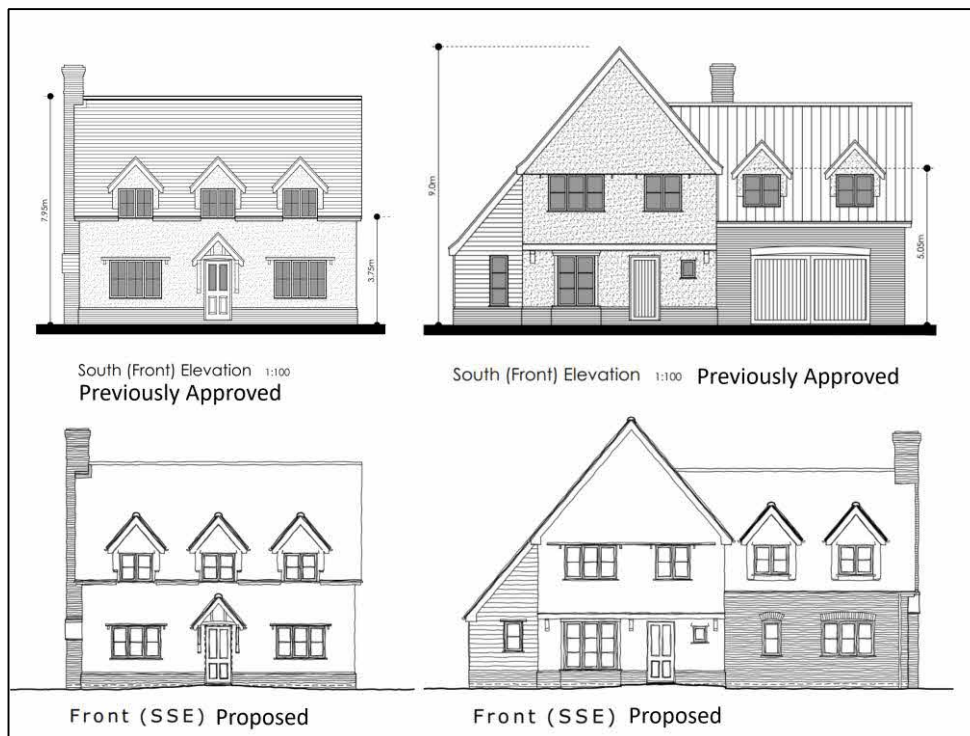 7.95m
3.75m
9.0m
5.05m
South (Front) Elevation 1:100
Previously Approved
South (Front) Elevation 1:100 Previously Approved
Front (SSE) Proposed
Front (SSE) Proposed